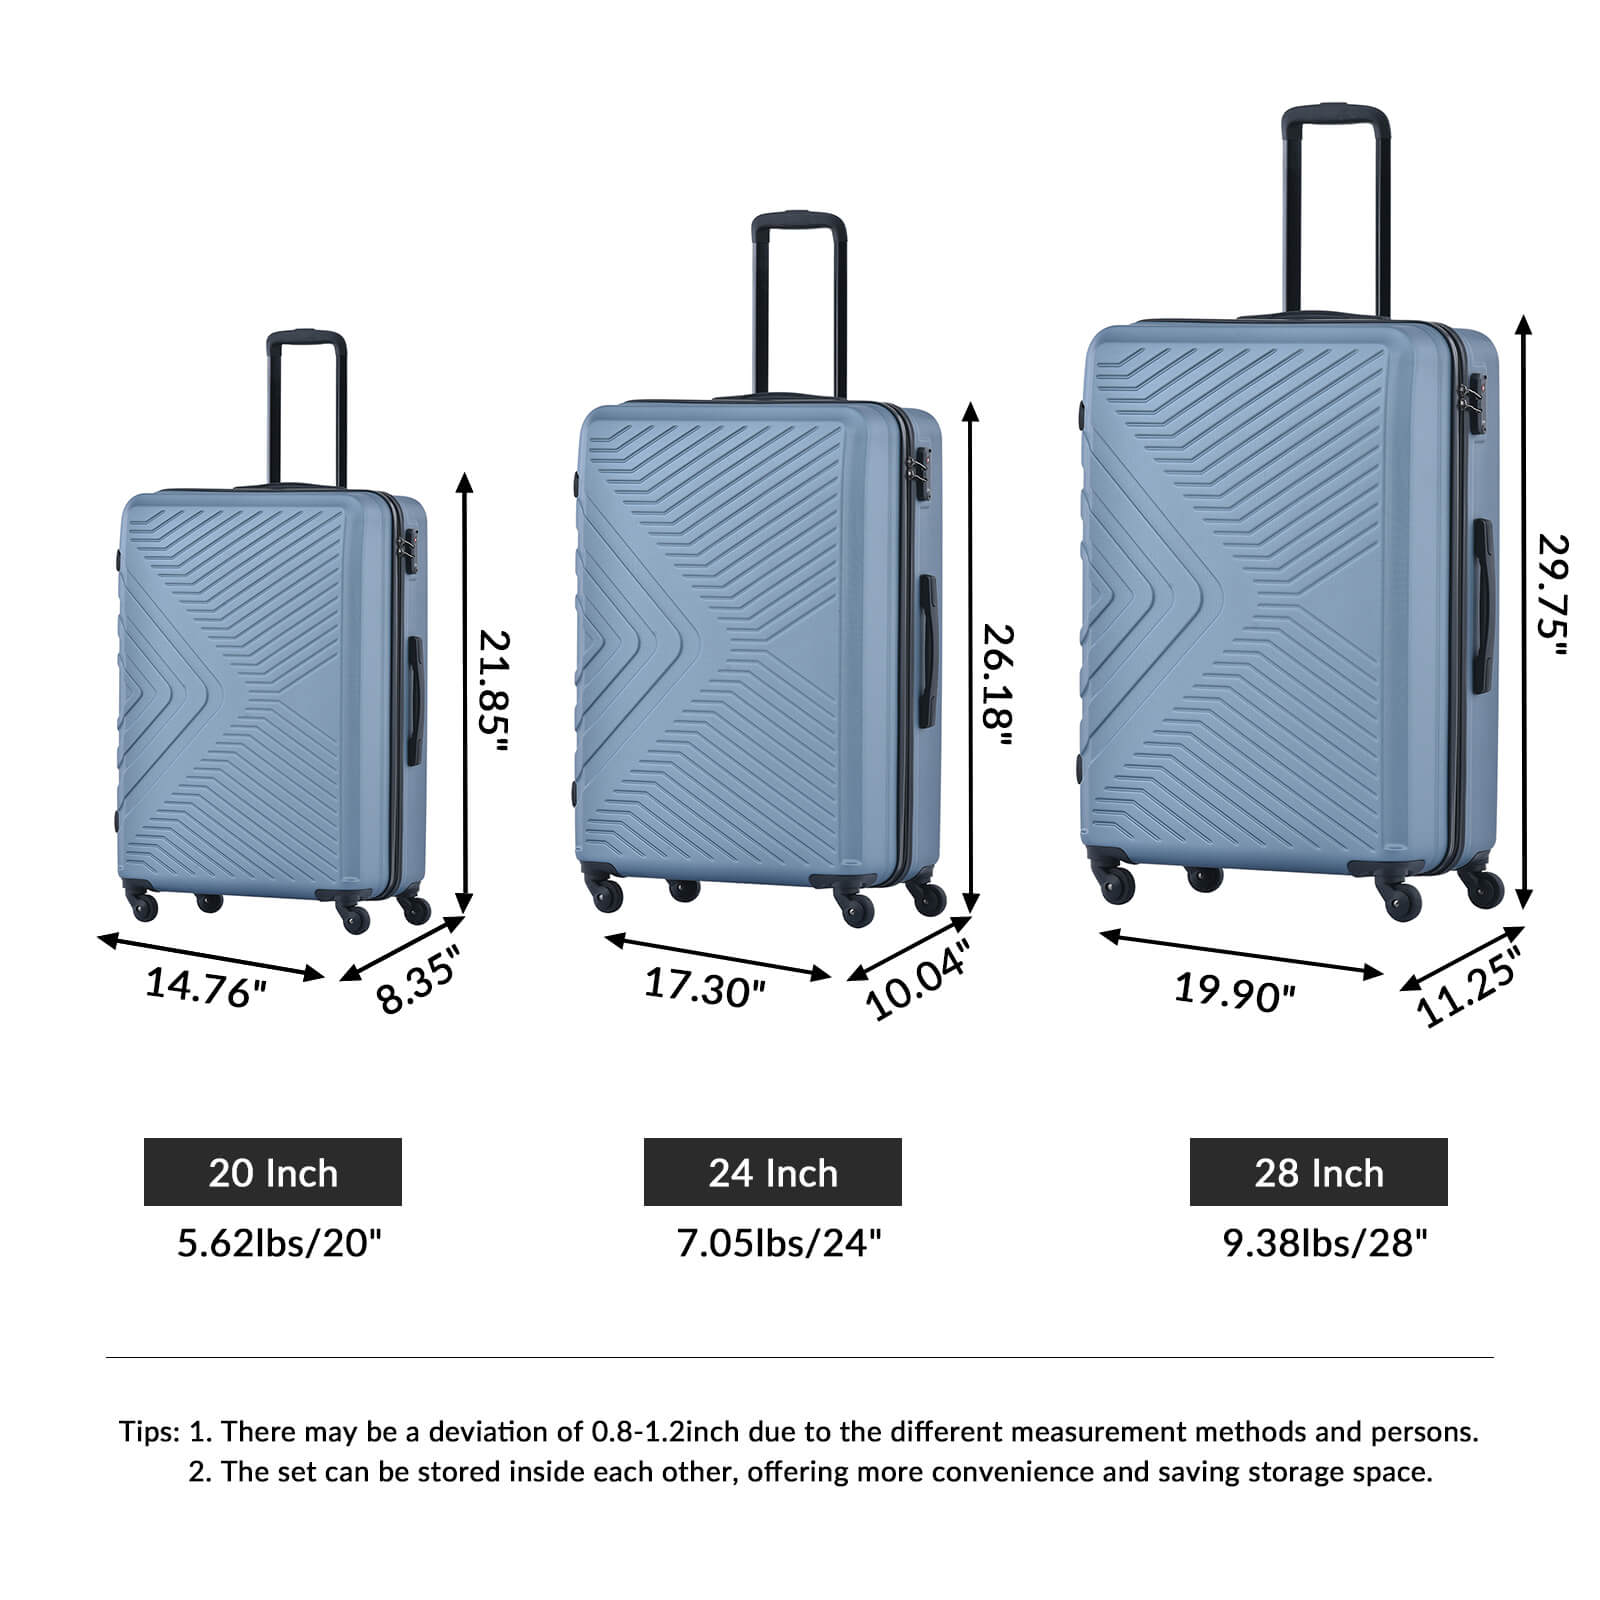 29.75"
21.85"
26.18"
14.76"
8.35"
17.30"
10.04"
19.90"
11.25"
20 Inch
24 Inch
28 Inch
5.62lbs/20"
7.05lbs/24"
9.38lbs/28"
Tips: 1. There may be a deviation of 0.8-1.2inch due to the different measurement methods and persons.
2. The set can be stored inside each other, offering more convenience and saving storage space.